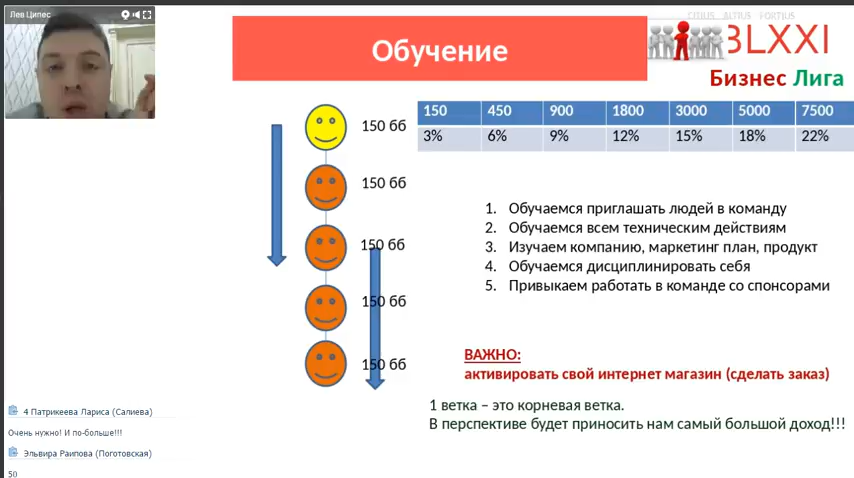 Лев Ципес
Обучение
CITIUS ALTIUS FORTIUS
BLXXI
Бизнес Лига
150 450 900 1800 3000 5000 7500
3% 6% 9% 12% 15% 18% 22%
150 бб
150 бб
150 бб
150 бб
150 бб
1. Обучаемся приглашать людей в команду
2. Обучаемся всем техническим действиям
3. Изучаем компанию, маркетинг план, продукт
4. Обучаемся дисциплинировать себя
5. Привыкаем работать в команде со спонсорами
ВАЖНО:
активировать свой интернет магазин (сделать заказ)
1 ветка – это корневая ветка.
В перспективе будет приносить нам самый большой доход!!!
4 Патрикеева Лариса (Салиева)
Очень нужно! И по-больше!!!
Эльвира Раипова (Поготовская)
50